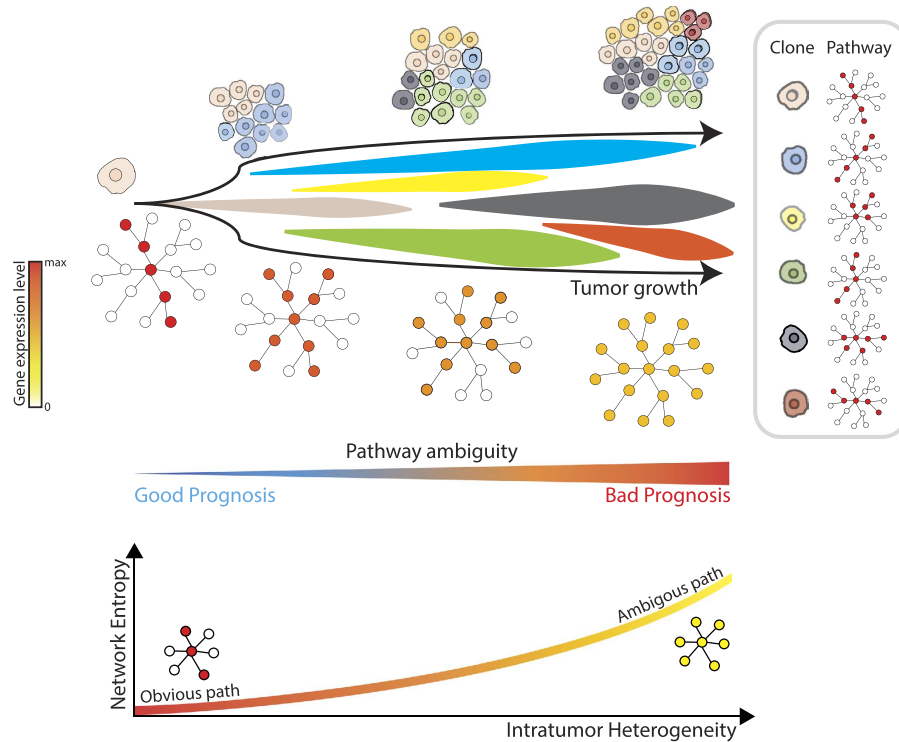 Clone Pathway
Gene expression level
max
0
Tumor growth
Pathway ambiguity
Good Prognosis
Bad Prognosis
Network Entropy
Obvious path
Ambigous path
Intratumor Heterogeneity